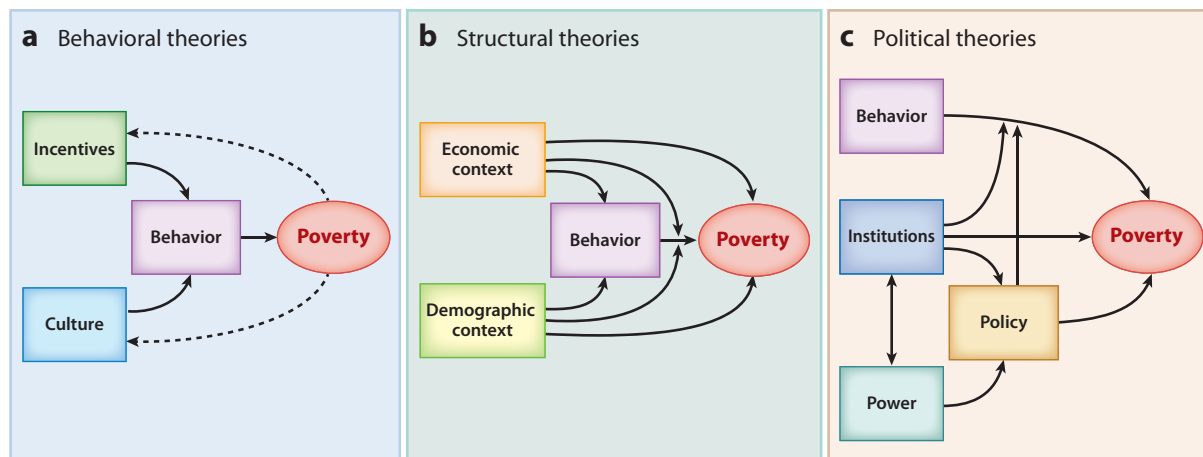 a Behavioral theories
Incentives
Behavior
Poverty
Culture
b Structural theories
Economic
context
Behavior
Poverty
Demographic
context
c Political theories
Behavior
Institutions
Poverty
Policy
Power